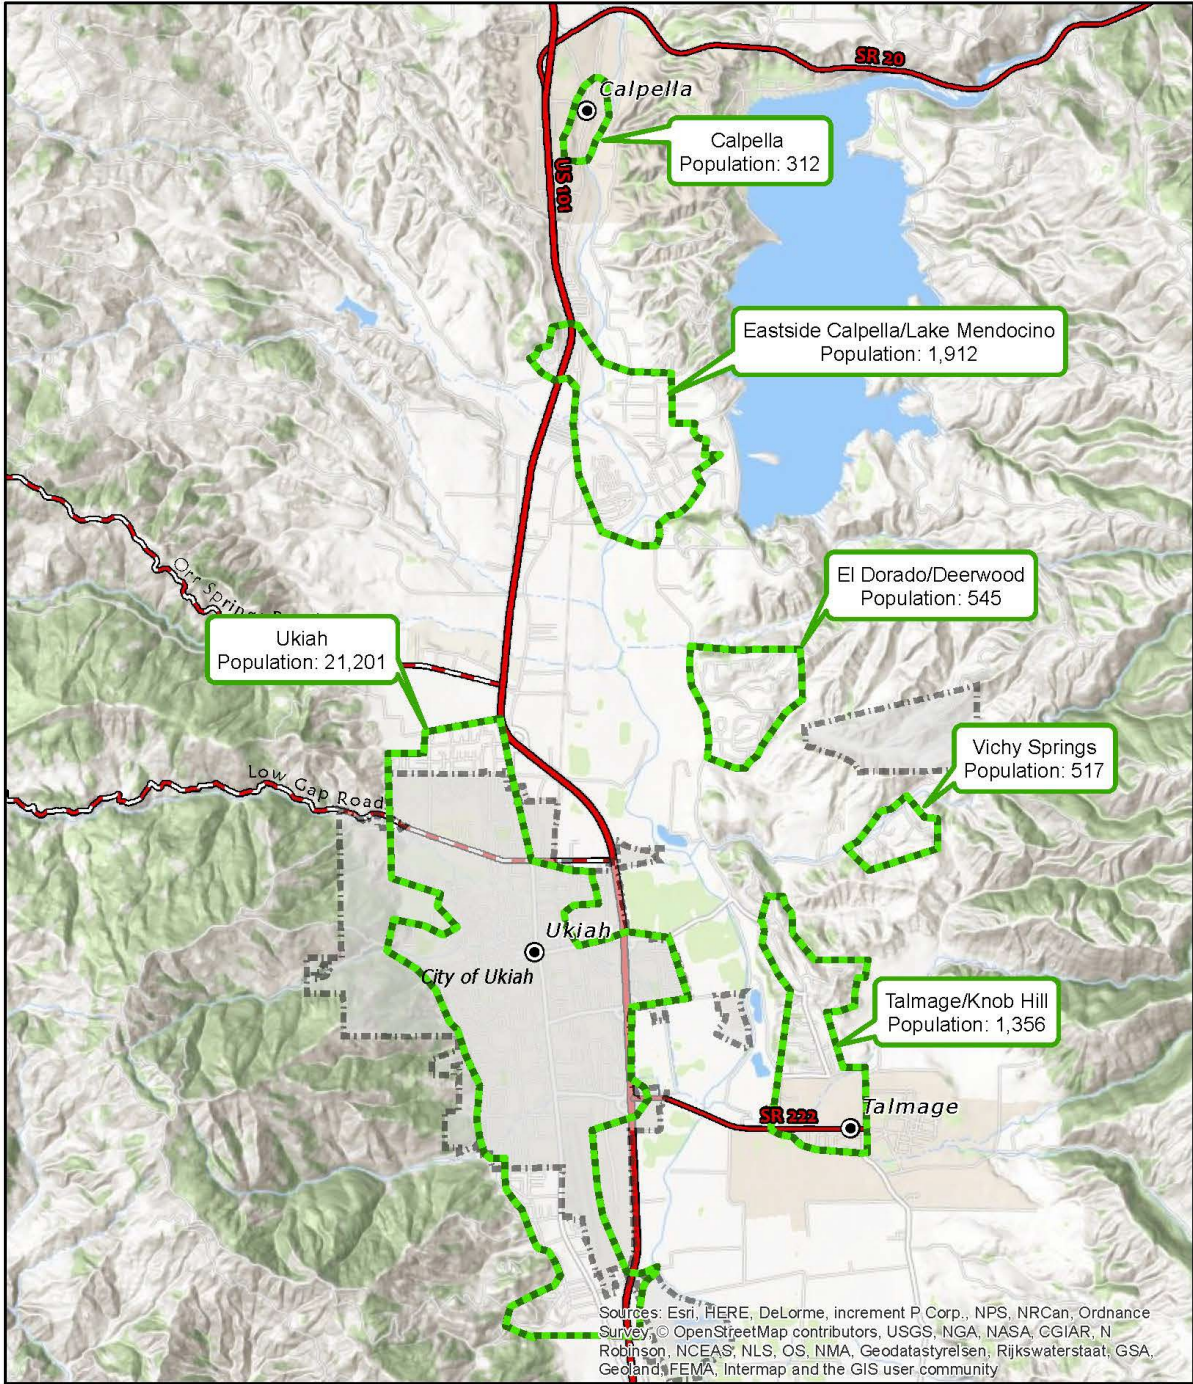 SR 20
Calpella
Calpella
Population: 312
US 101
Eastside Calpella/Lake Mendocino
Population: 1,912
El Dorado/Deerwood
Population: 545
Orr Springs
Ukiah
Population: 21,201
Vichy Springs
Population: 517
Low Gap Road
Ukiah
City of Ukiah
Talmage/Knob Hill
Population: 1,356
SR 222
Talmage
Sources: Esri, HERE, DeLorme, increment P Corp., NPS, NRCan, Ordnance
Survey, © OpenStreetMap contributors, USGS, NGA, NASA, CGIAR, N
Robinson, NCEAS, NLS, OS, NMA, Geodatastyrelsen, Rijkswaterstaat, GSA,
Geoland, FEMA, Intermap and the GIS user community